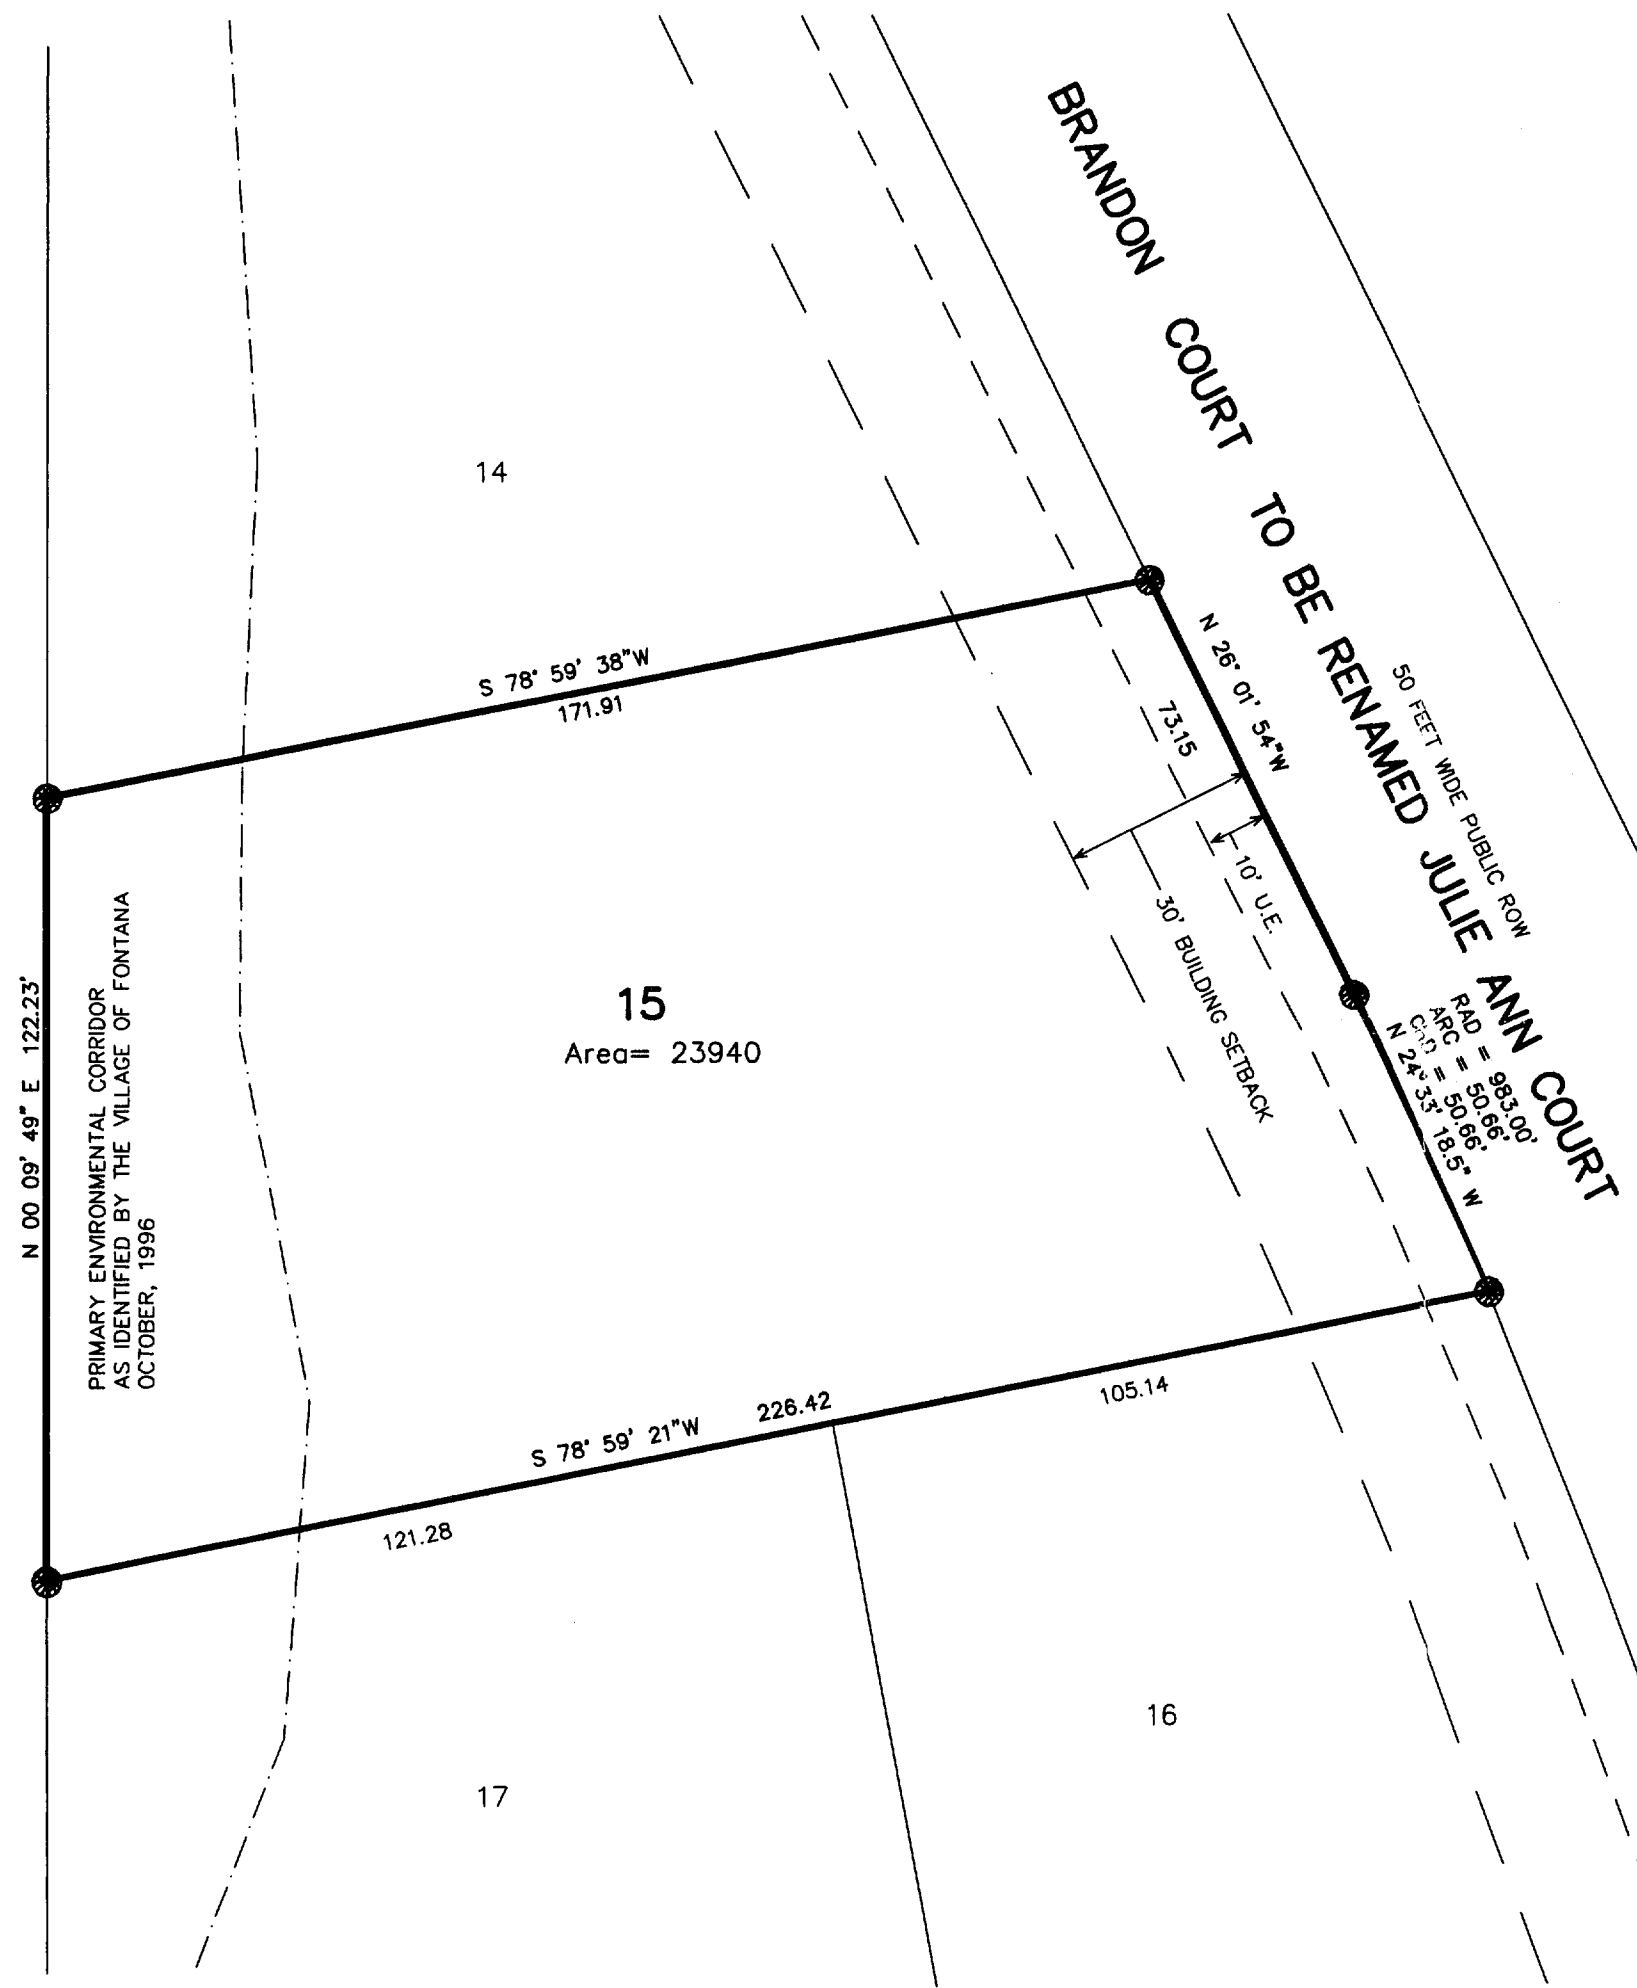 BRANDON COURT TO BE RENAMED JULIE ANN COURT
50 FEET WIDE PUBLIC ROW
14
S 78° 59' 38"W
171.91
N 26° 01' 54"W
73.15
10' U.E.
30' BUILDING SETBACK
RAD = 983.00'
ARC = 50.66'
= 50.66'
N 24° 33' 18.5" W
N 00 09' 49" E 122.23'
PRIMARY ENVIRONMENTAL CORRIDOR
AS IDENTIFIED BY THE VILLAGE OF FONTANA
OCTOBER, 1996
15
Area= 23940
S 78° 59' 21"W 226.42
105.14
121.28
16
17